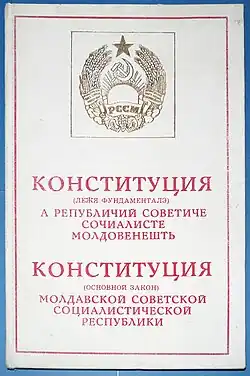 РССМ
КОНСТИТУЦИЯ
(ЛЕЖЯ ФУНДАМЕНТАЛЭ)
А РЕПУБЛИЧИЙ СОВЕТИЧЕ
СОЧИАЛИСТЕ
МОЛДОВЕНЕШТЬ
КОНСТИТУЦИЯ
(ОСНОВНОЙ ЗАКОН)
МОЛДАВСКОЙ СОВЕТСКОЙ
СОЦИАЛИСТИЧЕСКОЙ
РЕСПУБЛИКИ